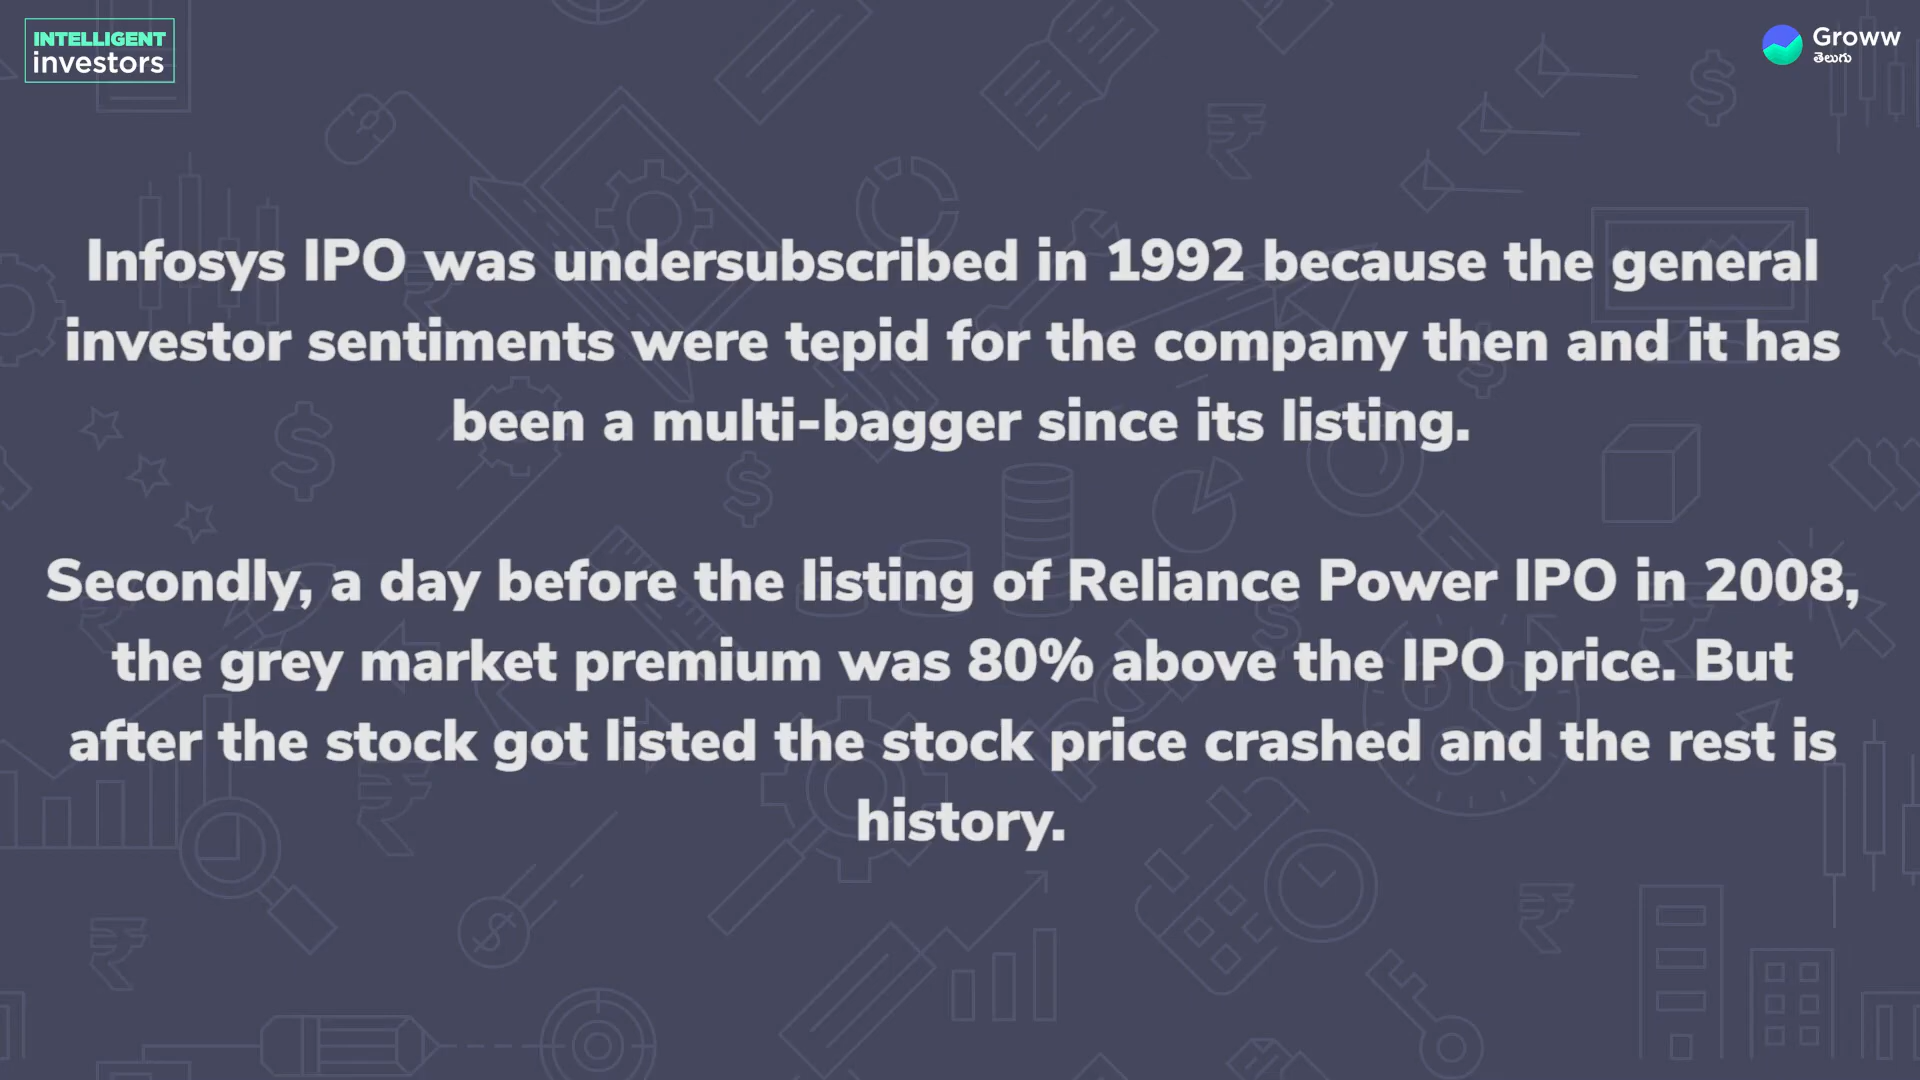 INTELLIGENT
investors
Groww
తెలుగు
Infosys IPO was undersubscribed in 1992 because the general
investor sentiments were tepid for the company then and it has
been a multi-bagger since its listing.
Secondly, a day before the listing of Reliance Power IPO in 2008,
the grey market premium was 80% above the IPO price. But
after the stock got listed the stock price crashed and the rest is
history.